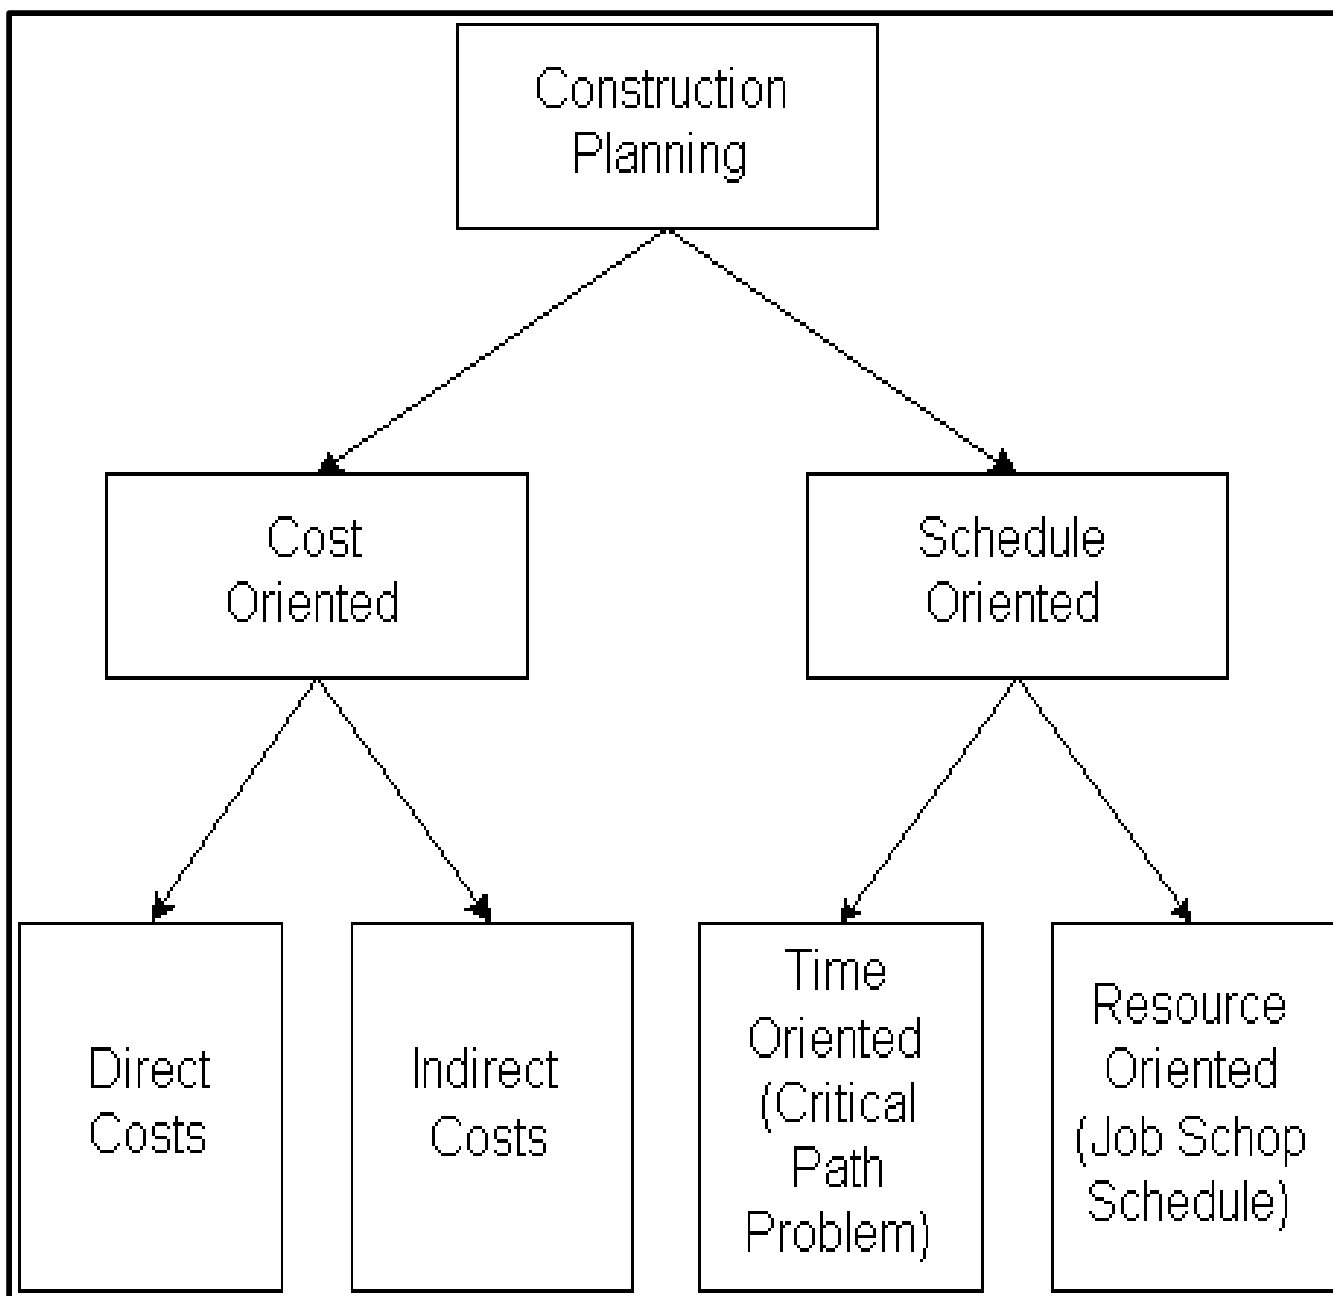 Construction
Planning
Cost
Oriented
Schedule
Oriented
Direct
Costs
Indirect
Costs
Time
Oriented
(Critical
Path
Problem)
Resource
Oriented
(Job Schop
Schedule)